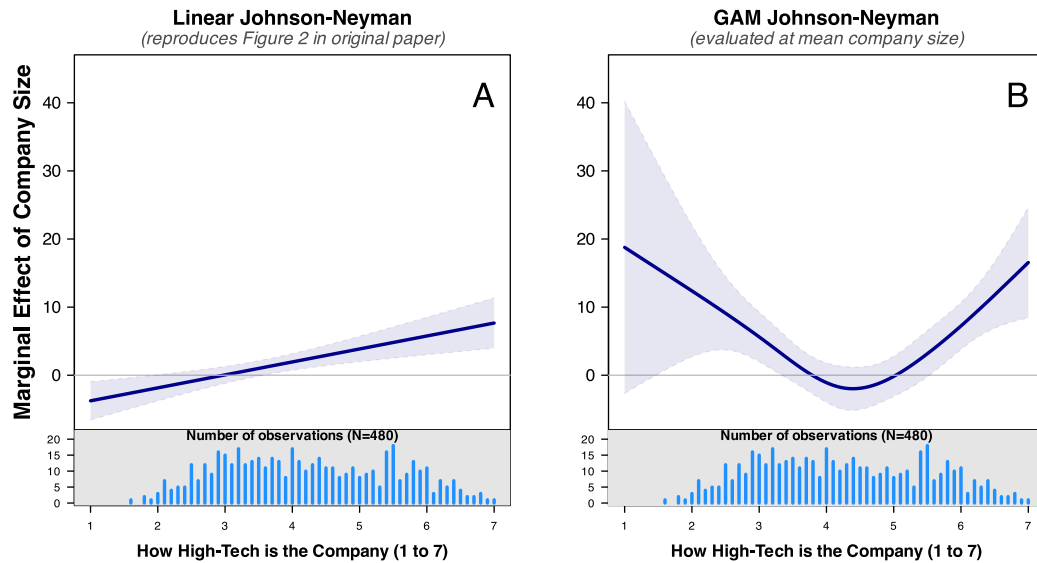 Linear Johnson-Neyman
(reproduces Figure 2 in original paper)
A
Marginal Effect of Company Size
40
30
20
10
0
Number of observations (N=480)
20
15
10
5
0
1 2 3 4 5 6 7
How High-Tech is the Company (1 to 7)
GAM Johnson-Neyman
(evaluated at mean company size)
B
40
30
20
10
0
Number of observations (N=480)
20
15
10
5
0
1 2 3 4 5 6 7
How High-Tech is the Company (1 to 7)